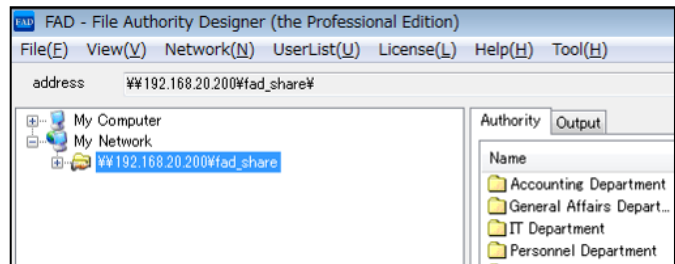 FAD FAD - File Authority Designer (the Professional Edition)
File(F) View(V) Network(N) UserList(U) License(L) Help(H) Tool(H)
address ¥¥192.168.20.200¥fad_share¥
My Computer
My Network
¥¥192.168.20.200¥fad_share
Authority Output
Name
Accounting Department
General Affairs Depart...
IT Department
Personnel Department